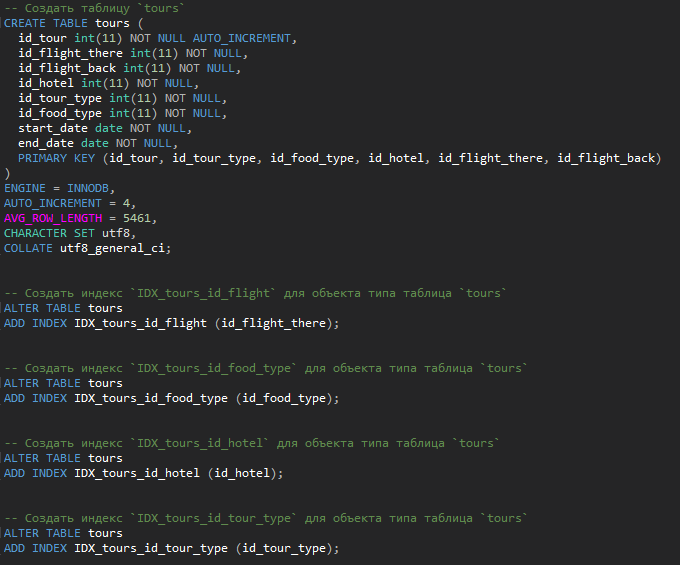 -- Создать таблицу `tours`
CREATE TABLE tours (
  id_tour int(11) NOT NULL AUTO_INCREMENT,
  id_flight_there int(11) NOT NULL,
  id_flight_back int(11) NOT NULL,
  id_hotel int(11) NOT NULL,
  id_tour_type int(11) NOT NULL,
  id_food_type int(11) NOT NULL,
  start_date date NOT NULL,
  end_date date NOT NULL,
  PRIMARY KEY (id_tour, id_tour_type, id_food_type, id_hotel, id_flight_there, id_flight_back)
)
ENGINE = INNODB,
AUTO_INCREMENT = 4,
AVG_ROW_LENGTH = 5461,
CHARACTER SET utf8,
COLLATE utf8_general_ci;
-- Создать индекс `IDX_tours_id_flight` для объекта типа таблица `tours`
ALTER TABLE tours
ADD INDEX IDX_tours_id_flight (id_flight_there);
-- Создать индекс `IDX_tours_id_food_type` для объекта типа таблица `tours`
ALTER TABLE tours
ADD INDEX IDX_tours_id_food_type (id_food_type);
-- Создать индекс `IDX_tours_id_hotel` для объекта типа таблица `tours`
ALTER TABLE tours
ADD INDEX IDX_tours_id_hotel (id_hotel);
-- Создать индекс `IDX_tours_id_tour_type` для объекта типа таблица `tours`
ALTER TABLE tours
ADD INDEX IDX_tours_id_tour_type (id_tour_type);